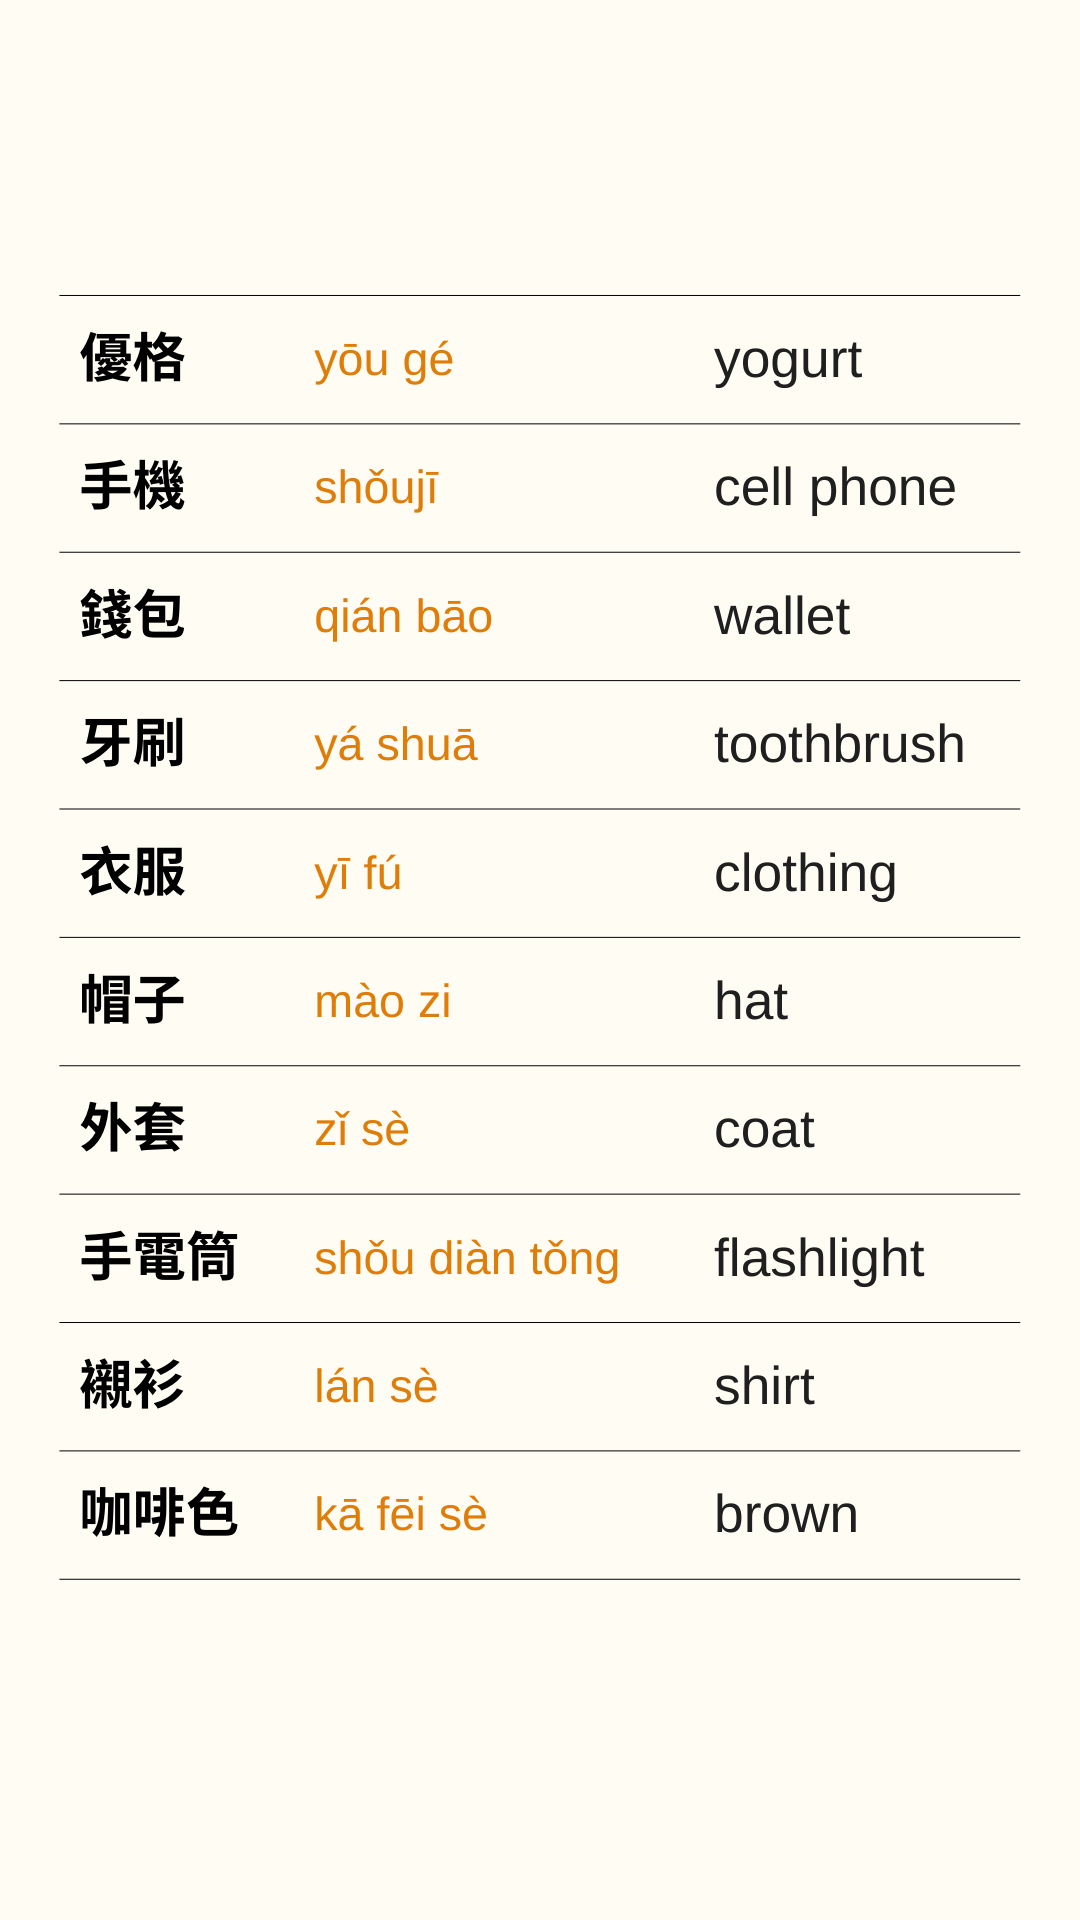 優格 yōu gé yogurt
手機 shǒujī cell phone
錢包 qián bāo wallet
牙刷 yá shuā toothbrush
衣服 yī fú clothing
帽子 mào zi hat
外套 zǐ sè coat
手電筒 shǒu diàn tǒng flashlight
襯衫 lán sè shirt
咖啡色 kā fēi sè brown